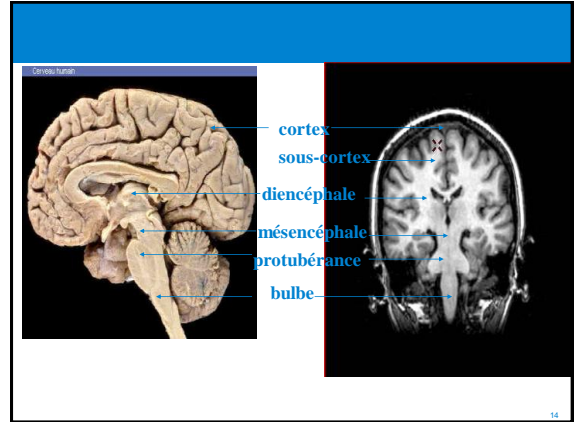 Cerveau humain
cortex
sous-cortex
diencéphale
mésencéphale
protubérance
bulbe
14